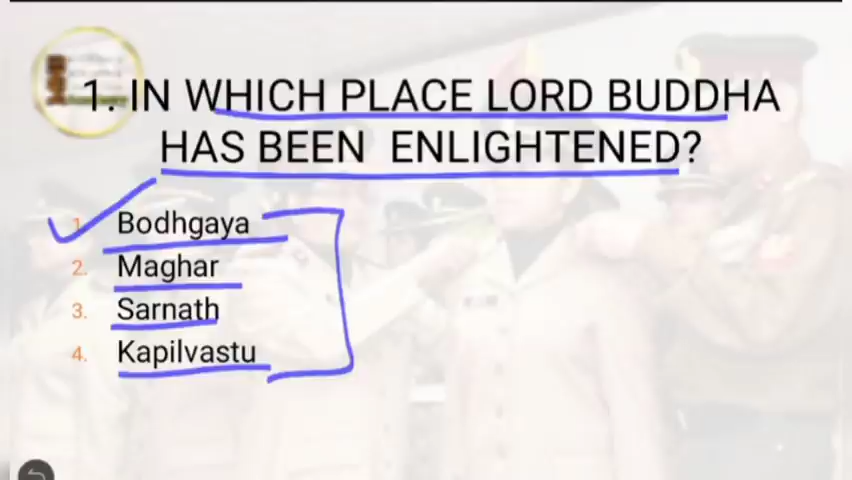 1. IN WHICH PLACE LORD BUDDHA
HAS BEEN ENLIGHTENED?
1. Bodhgaya
2. Maghar
3. Sarnath
4. Kapilvastu